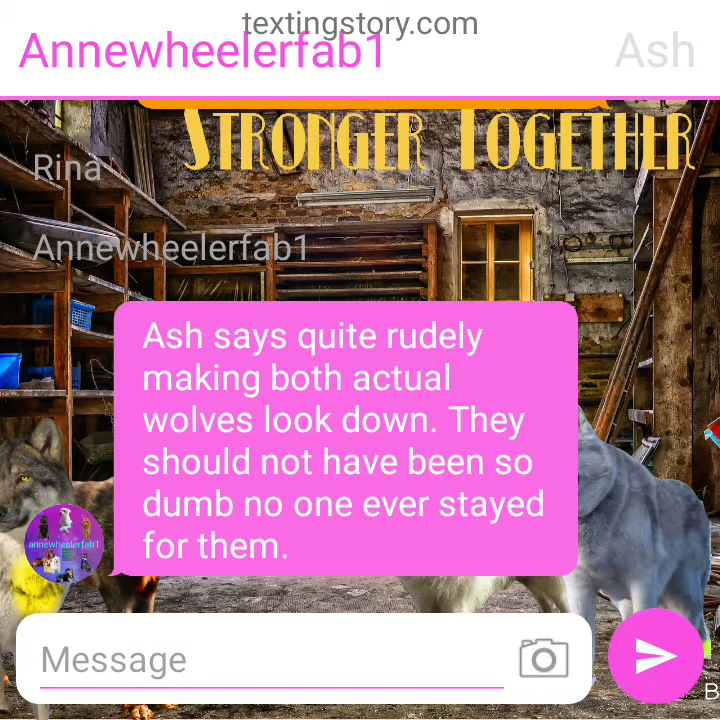 textingstory.com
Annewheelerfab1
Ash
STRONGER TOGETHER
Rina
Annewheelerfab1
Ash says quite rudely
making both actual
wolves look down. They
should not have been so
dumb no one ever stayed
for them.
annewheelerfab1
Message
B